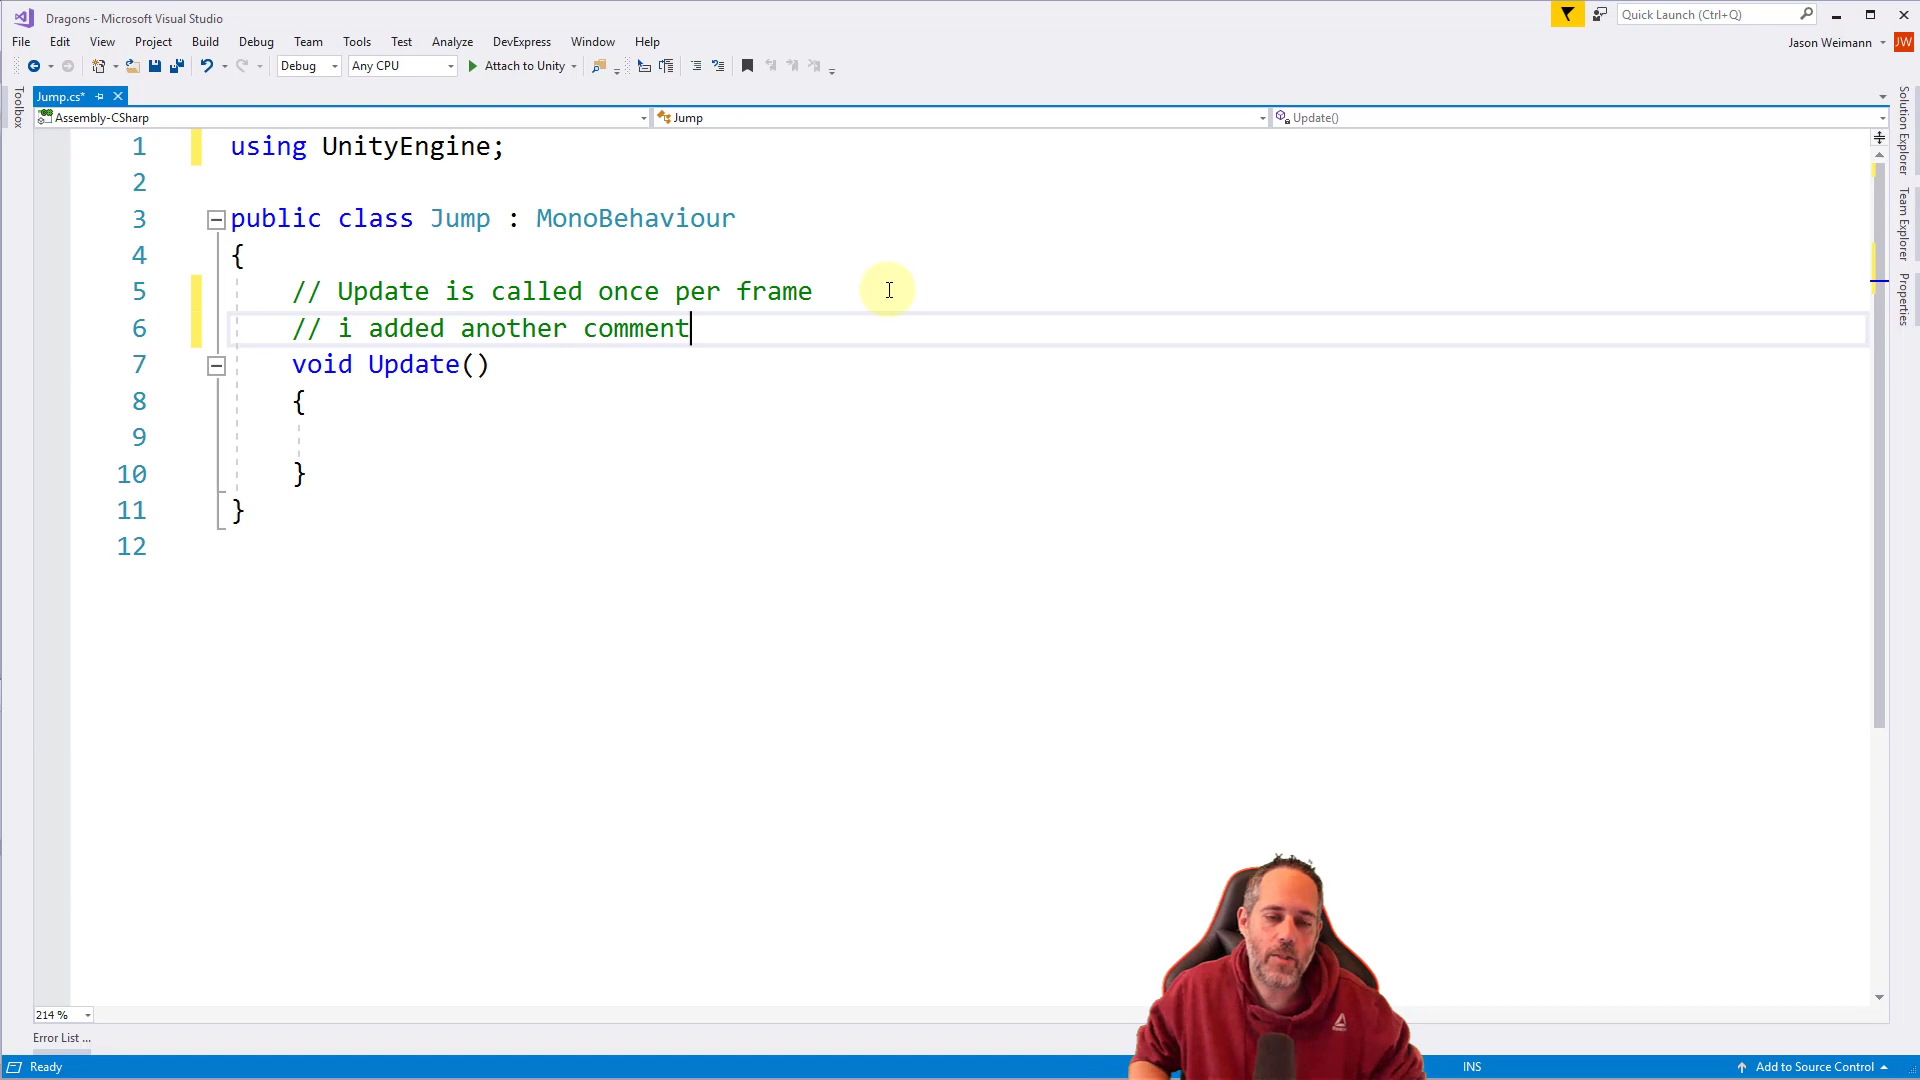 Dragons - Microsoft Visual Studio
Quick Launch (Ctrl+Q)
File Edit View Project Build Debug Team Tools Test Analyze DevExpress Window Help
Jason Weimann JW
Debug Any CPU Attach to Unity
Toolbox
Jump.cs*
Assembly-CSharp Jump Update()
1 using UnityEngine;
2
3 public class Jump : MonoBehaviour
4 {
5 // Update is called once per frame
6 // i added another comment
7 void Update()
8 {
9
10 }
11 }
12
Solution Explorer
Team Explorer
Properties
214 %
Error List ...
Ready INS Add to Source Control